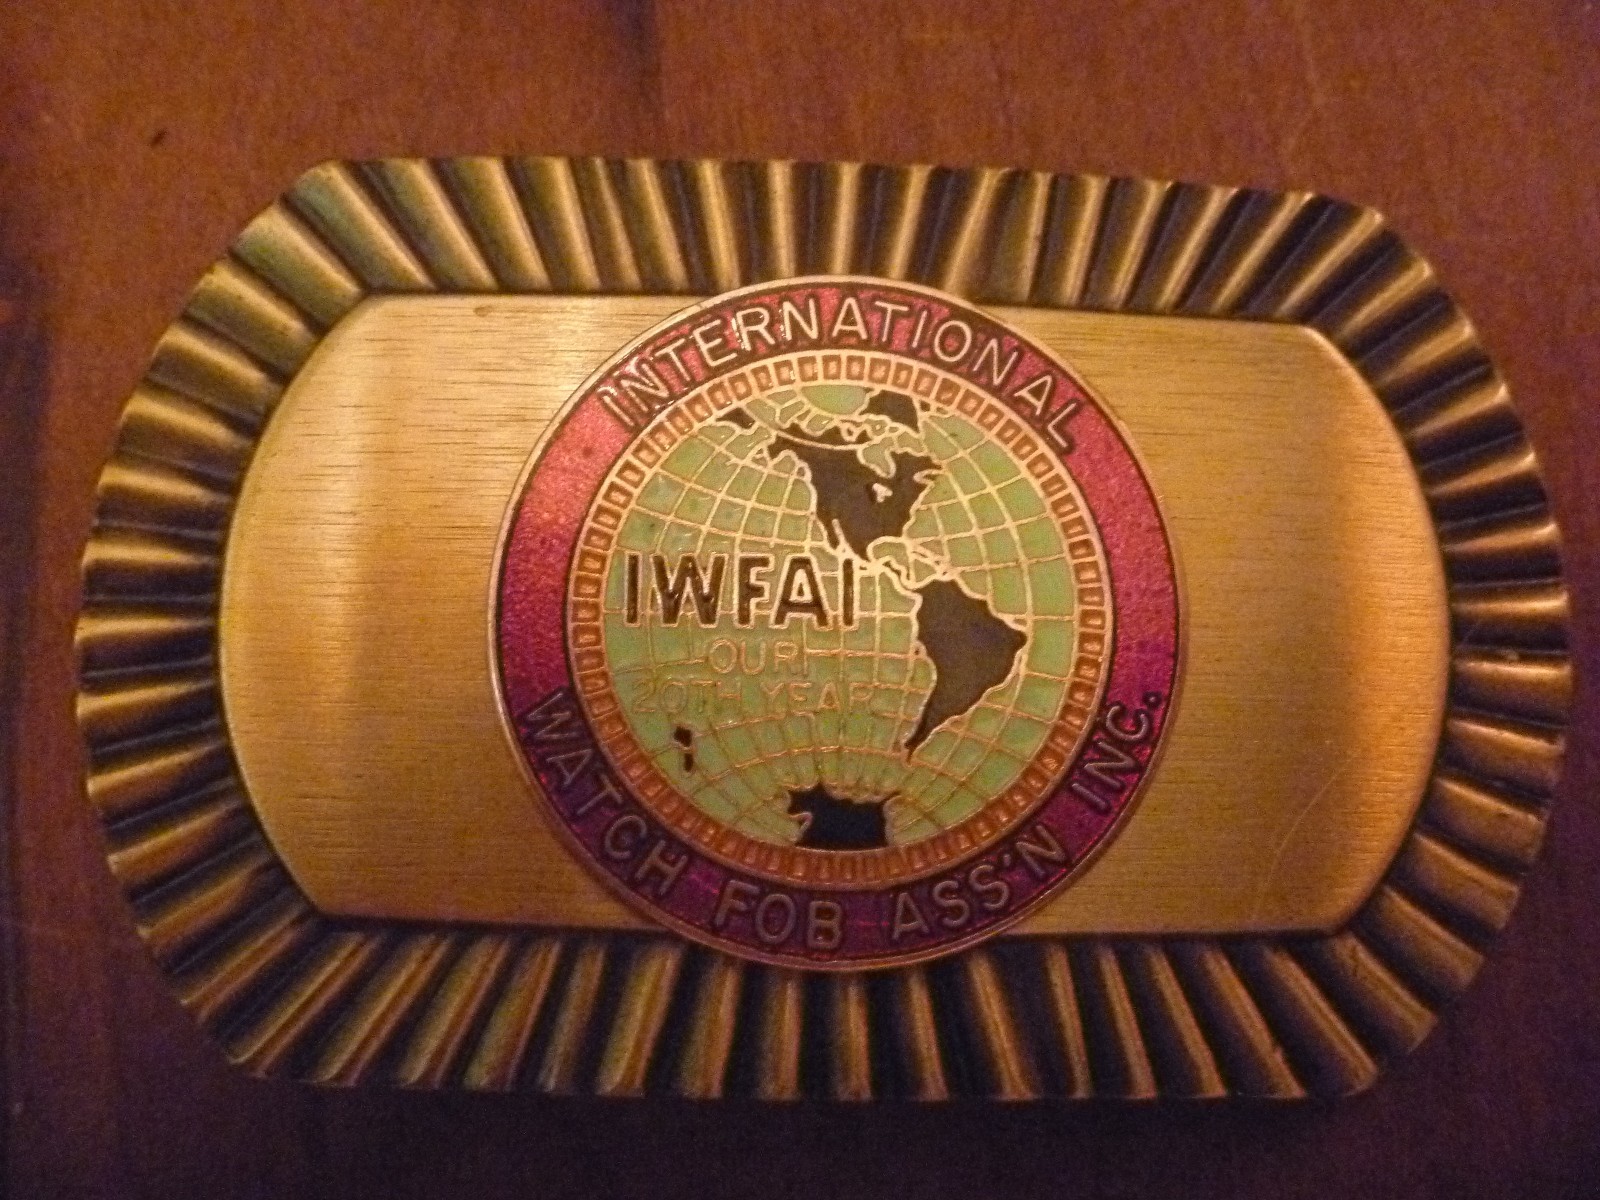 INTERNATIONAL
IWFAI
OUR
20TH YEAR
WATCH FOB ASS'N INC.